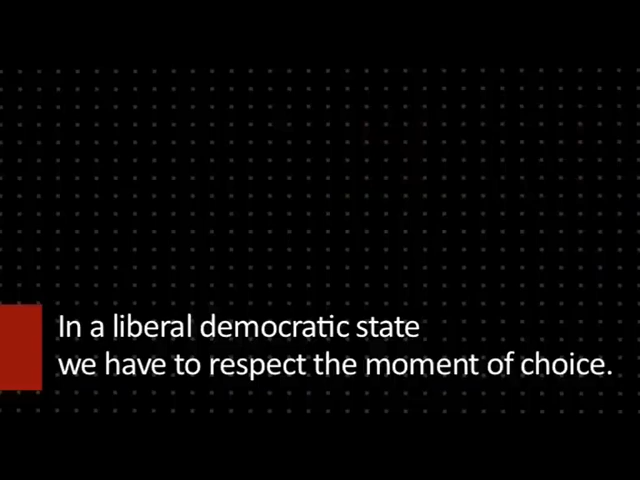 In a liberal democratic state
we have to respect the moment of choice.